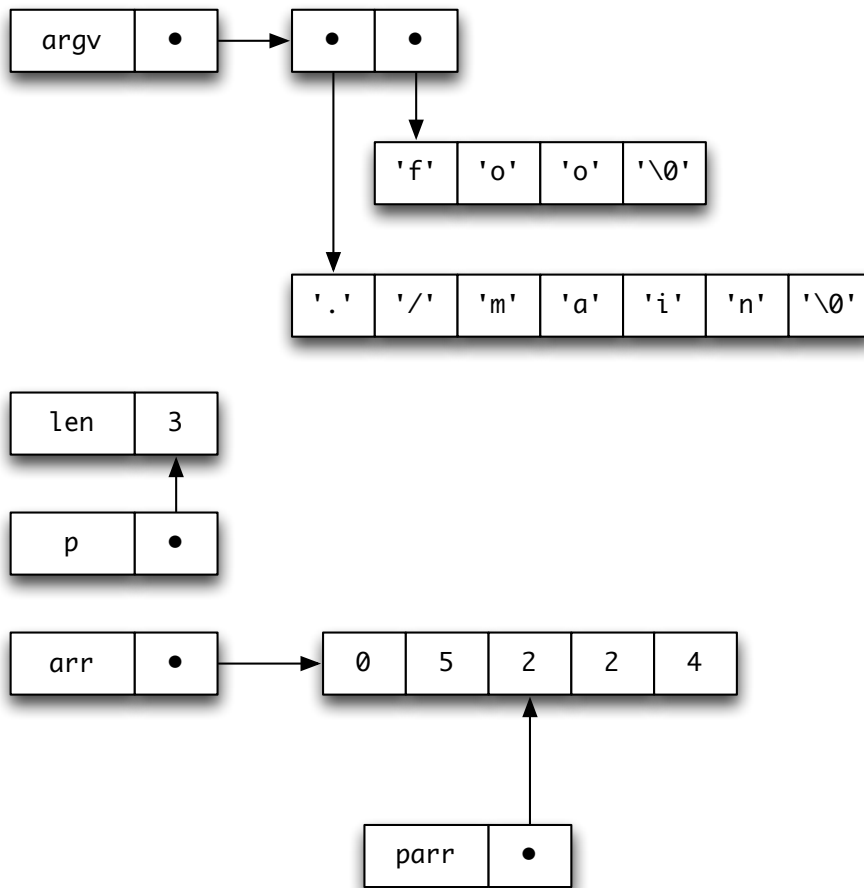 argv • • •
'f' 'o' 'o' '\0'
'.' '/' 'm' 'a' 'i' 'n' '\0'
len 3
p •
arr • 0 5 2 2 4
parr •